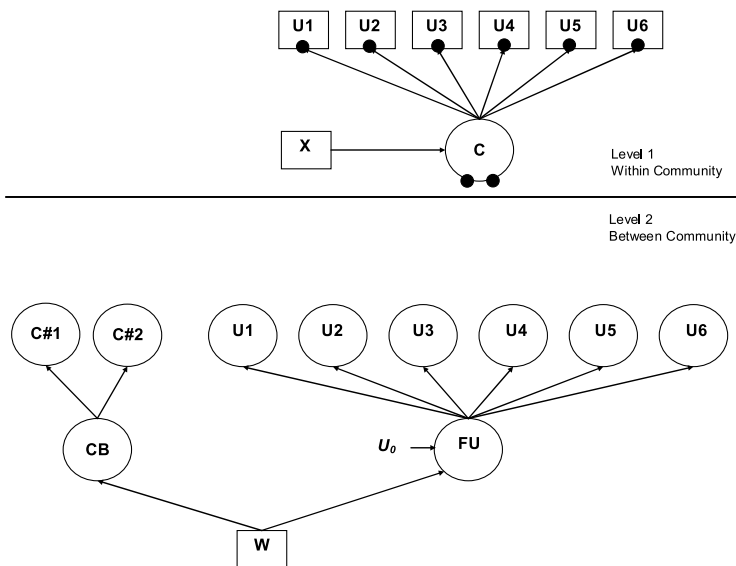 U1 U2 U3 U4 U5 U6
X C
Level 1
Within Community
Level 2
Between Community
C#1 C#2 U1 U2 U3 U4 U5 U6
CB U0 FU
W